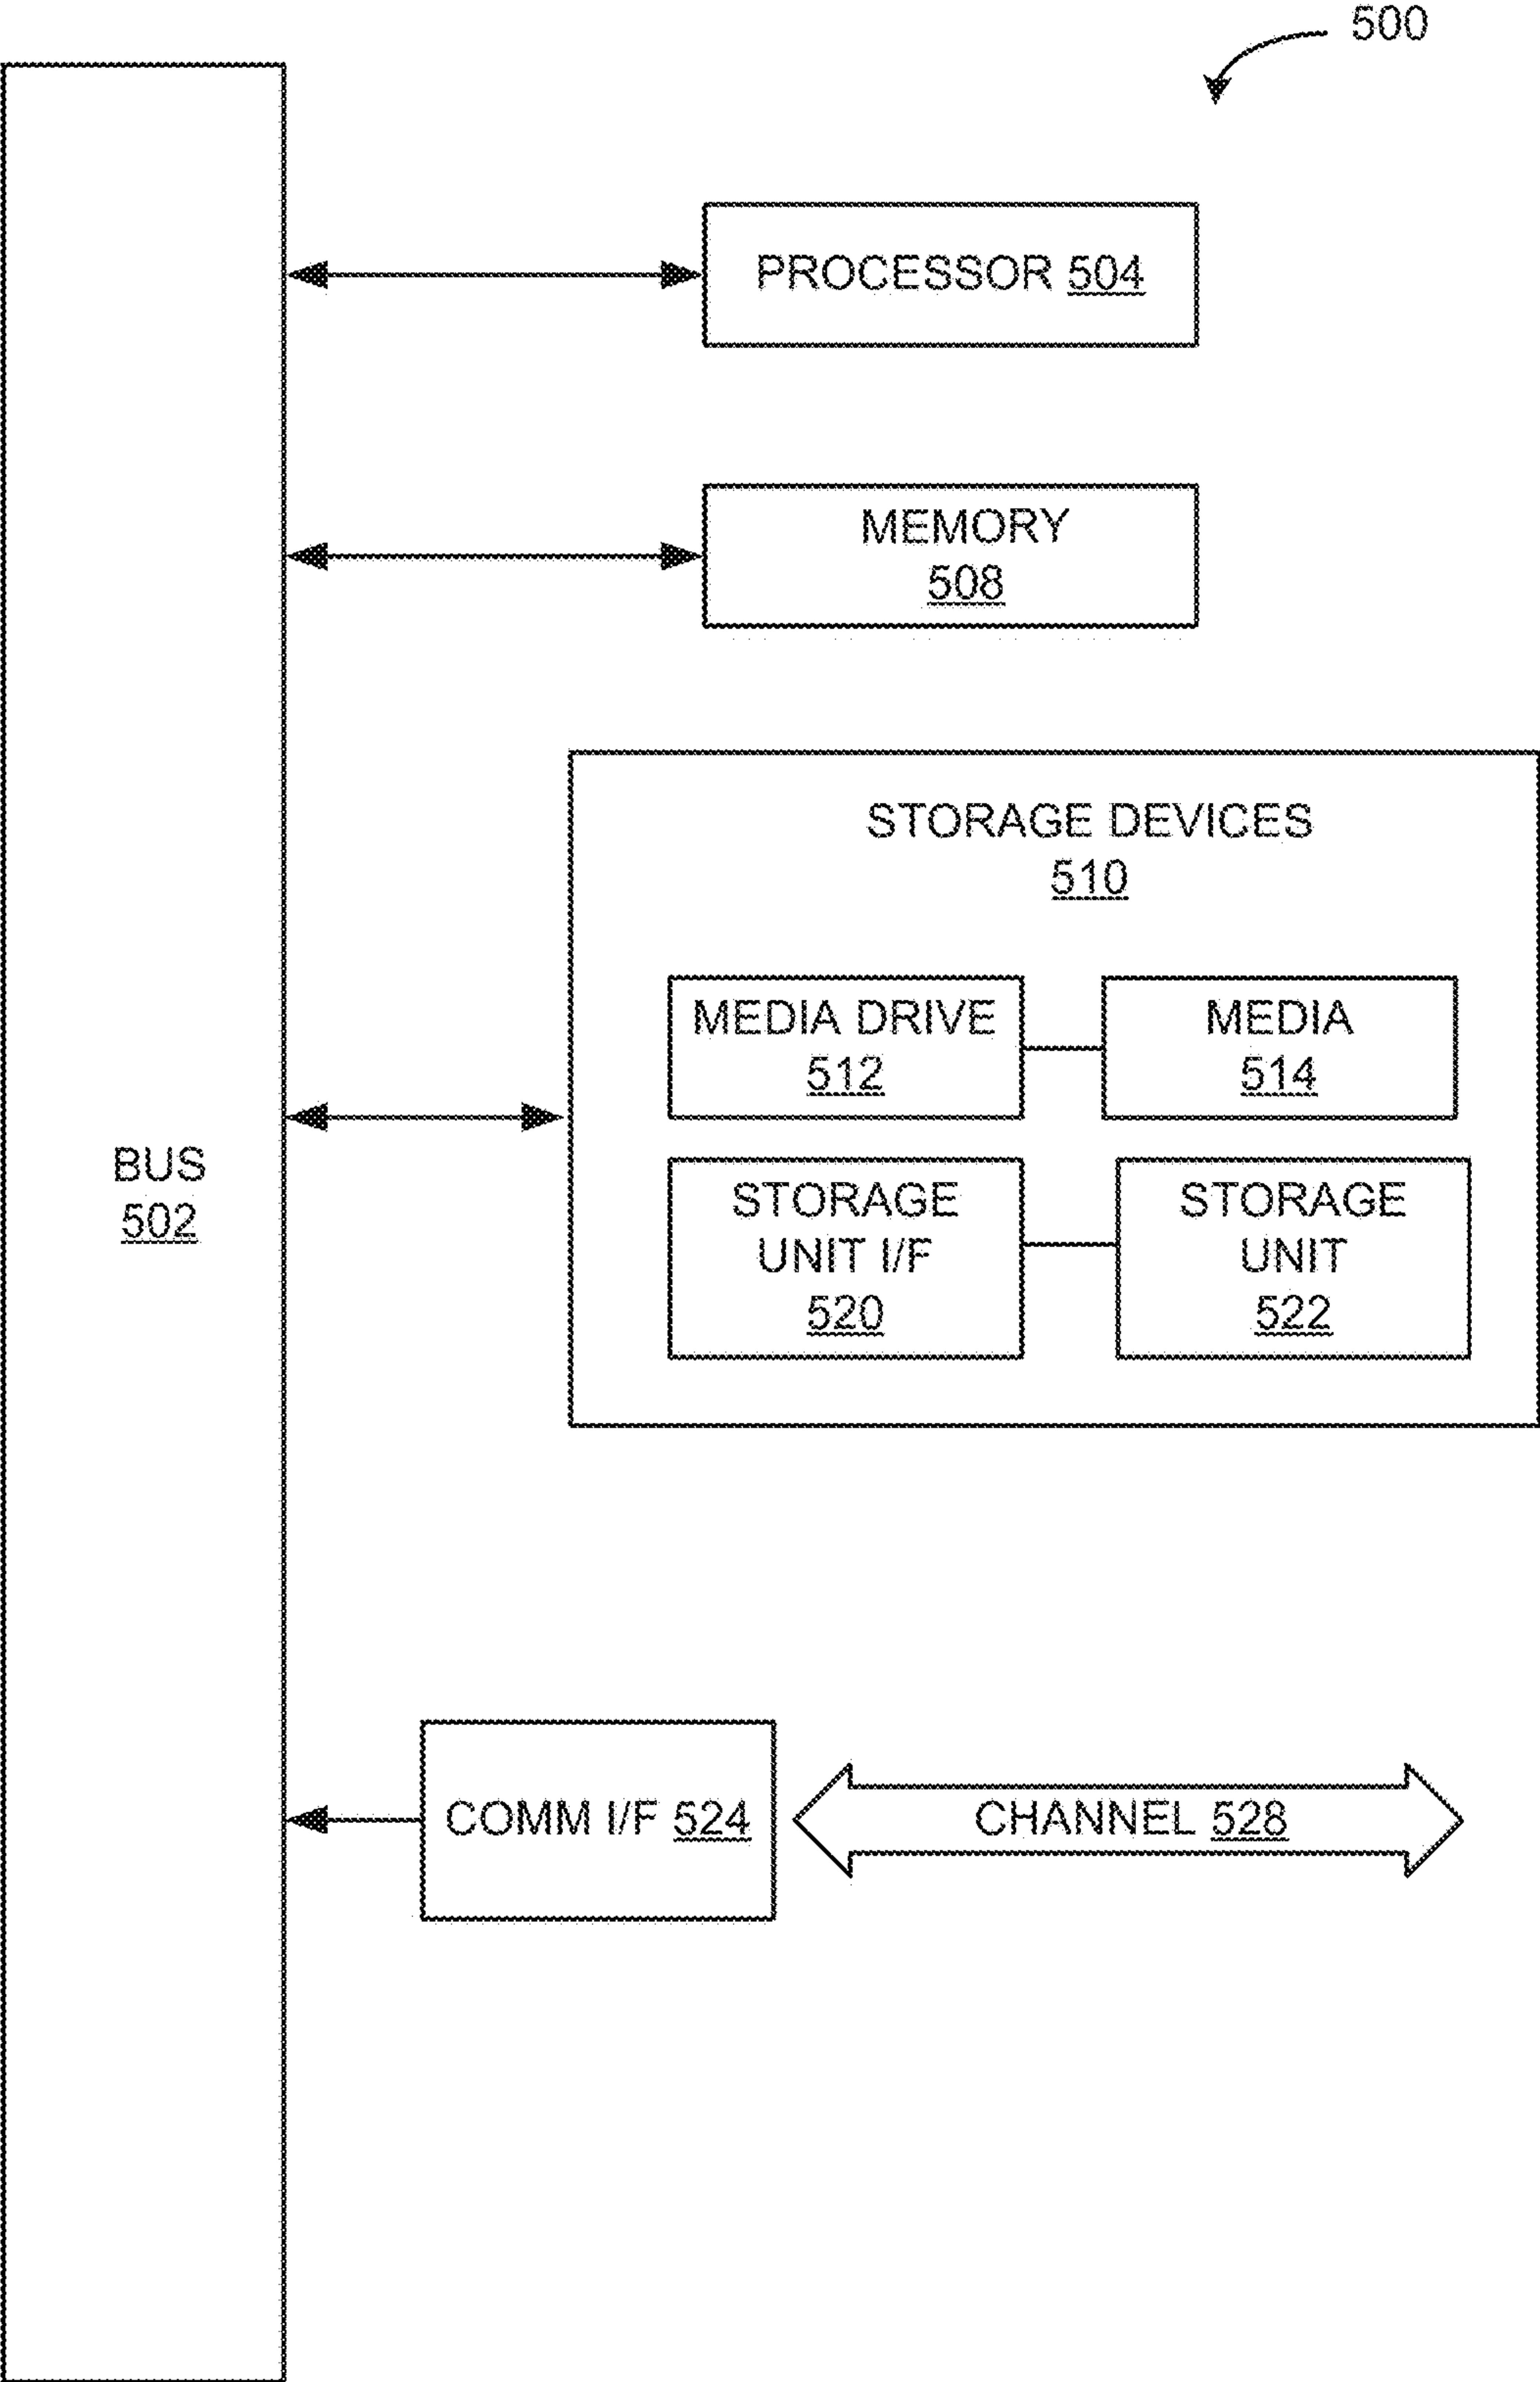 500
PROCESSOR 504
MEMORY
508
STORAGE DEVICES
510
MEDIA DRIVE
512
MEDIA
514
BUS
502
STORAGE
UNIT I/F
520
STORAGE
UNIT
522
COMM I/F 524
CHANNEL 528